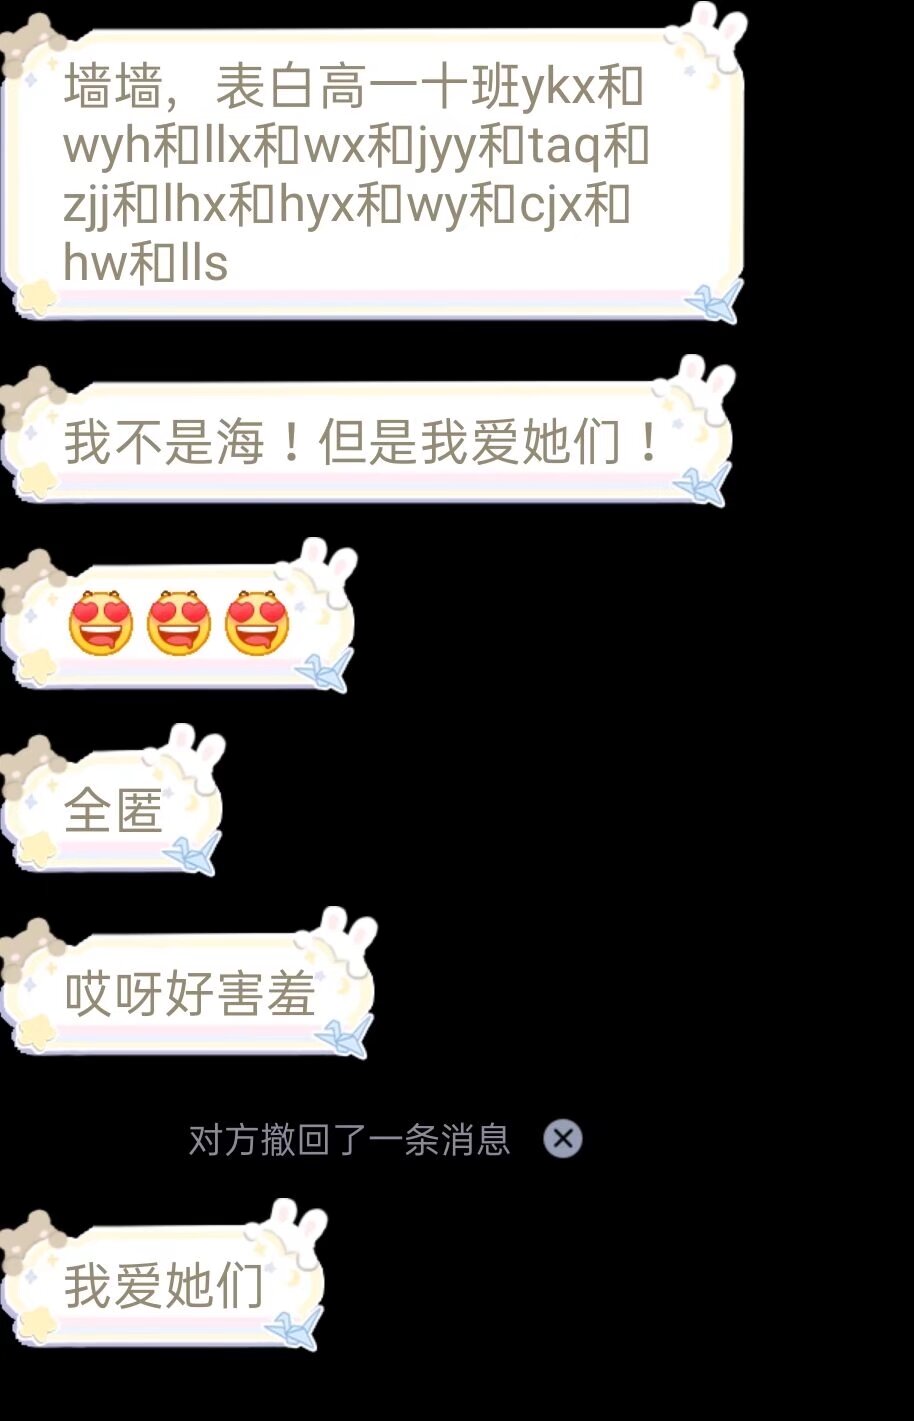 墙墙，表白高一十班ykx和
wyh和llx和wx和jyy和taq和
zjj和lhx和hyx和wy和cjx和
hw和lls
我不是海！但是我爱她们！
全匿
哎呀好害羞
对方撤回了一条消息
我爱她们